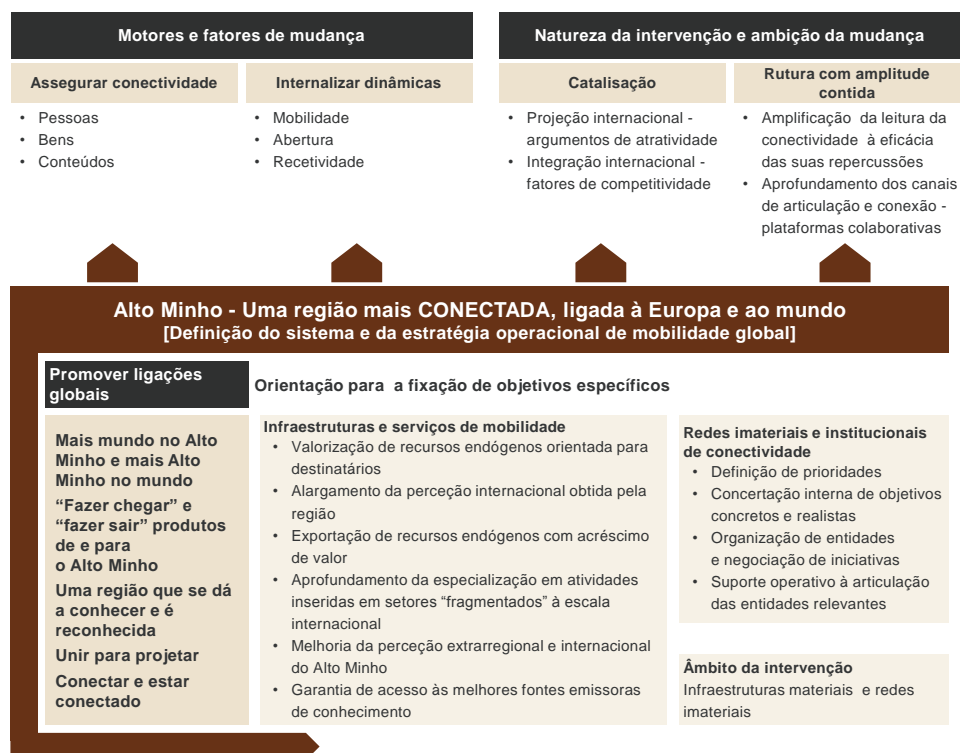 Motores e fatores de mudança
Natureza da intervenção e ambição da mudança
Assegurar conectividade
Internalizar dinâmicas
Catalisação
Rutura com amplitude
contida
• Pessoas
• Bens
• Conteúdos
• Mobilidade
• Abertura
• Recetividade
• Projeção internacional -
argumentos de atratividade
• Integração internacional -
fatores de competitividade
• Amplificação da leitura da
conectividade à eficácia
das suas repercussões
• Aprofundamento dos canais
de articulação e conexão -
plataformas colaborativas
Alto Minho - Uma região mais CONECTADA, ligada à Europa e ao mundo
[Definição do sistema e da estratégia operacional de mobilidade global]
Promover ligações
globais
Orientação para a fixação de objetivos específicos
Mais mundo no Alto
Minho e mais Alto
Minho no mundo
“Fazer chegar” e
“fazer sair” produtos
de e para
o Alto Minho
Uma região que se dá
a conhecer e é
reconhecida
Unir para projetar
Conectar e estar
conectado
Infraestruturas e serviços de mobilidade
• Valorização de recursos endógenos orientada para
destinatários
• Alargamento da perceção internacional obtida pela
região
• Exportação de recursos endógenos com acréscimo
de valor
• Aprofundamento da especialização em atividades
inseridas em setores “fragmentados” à escala
internacional
• Melhoria da perceção extrarregional e internacional
do Alto Minho
• Garantia de acesso às melhores fontes emissoras
de conhecimento
Redes imateriais e institucionais
de conectividade
• Definição de prioridades
• Concertação interna de objetivos
concretos e realistas
• Organização de entidades
e negociação de iniciativas
• Suporte operativo à articulação
das entidades relevantes
Âmbito da intervenção
Infraestruturas materiais e redes
imateriais